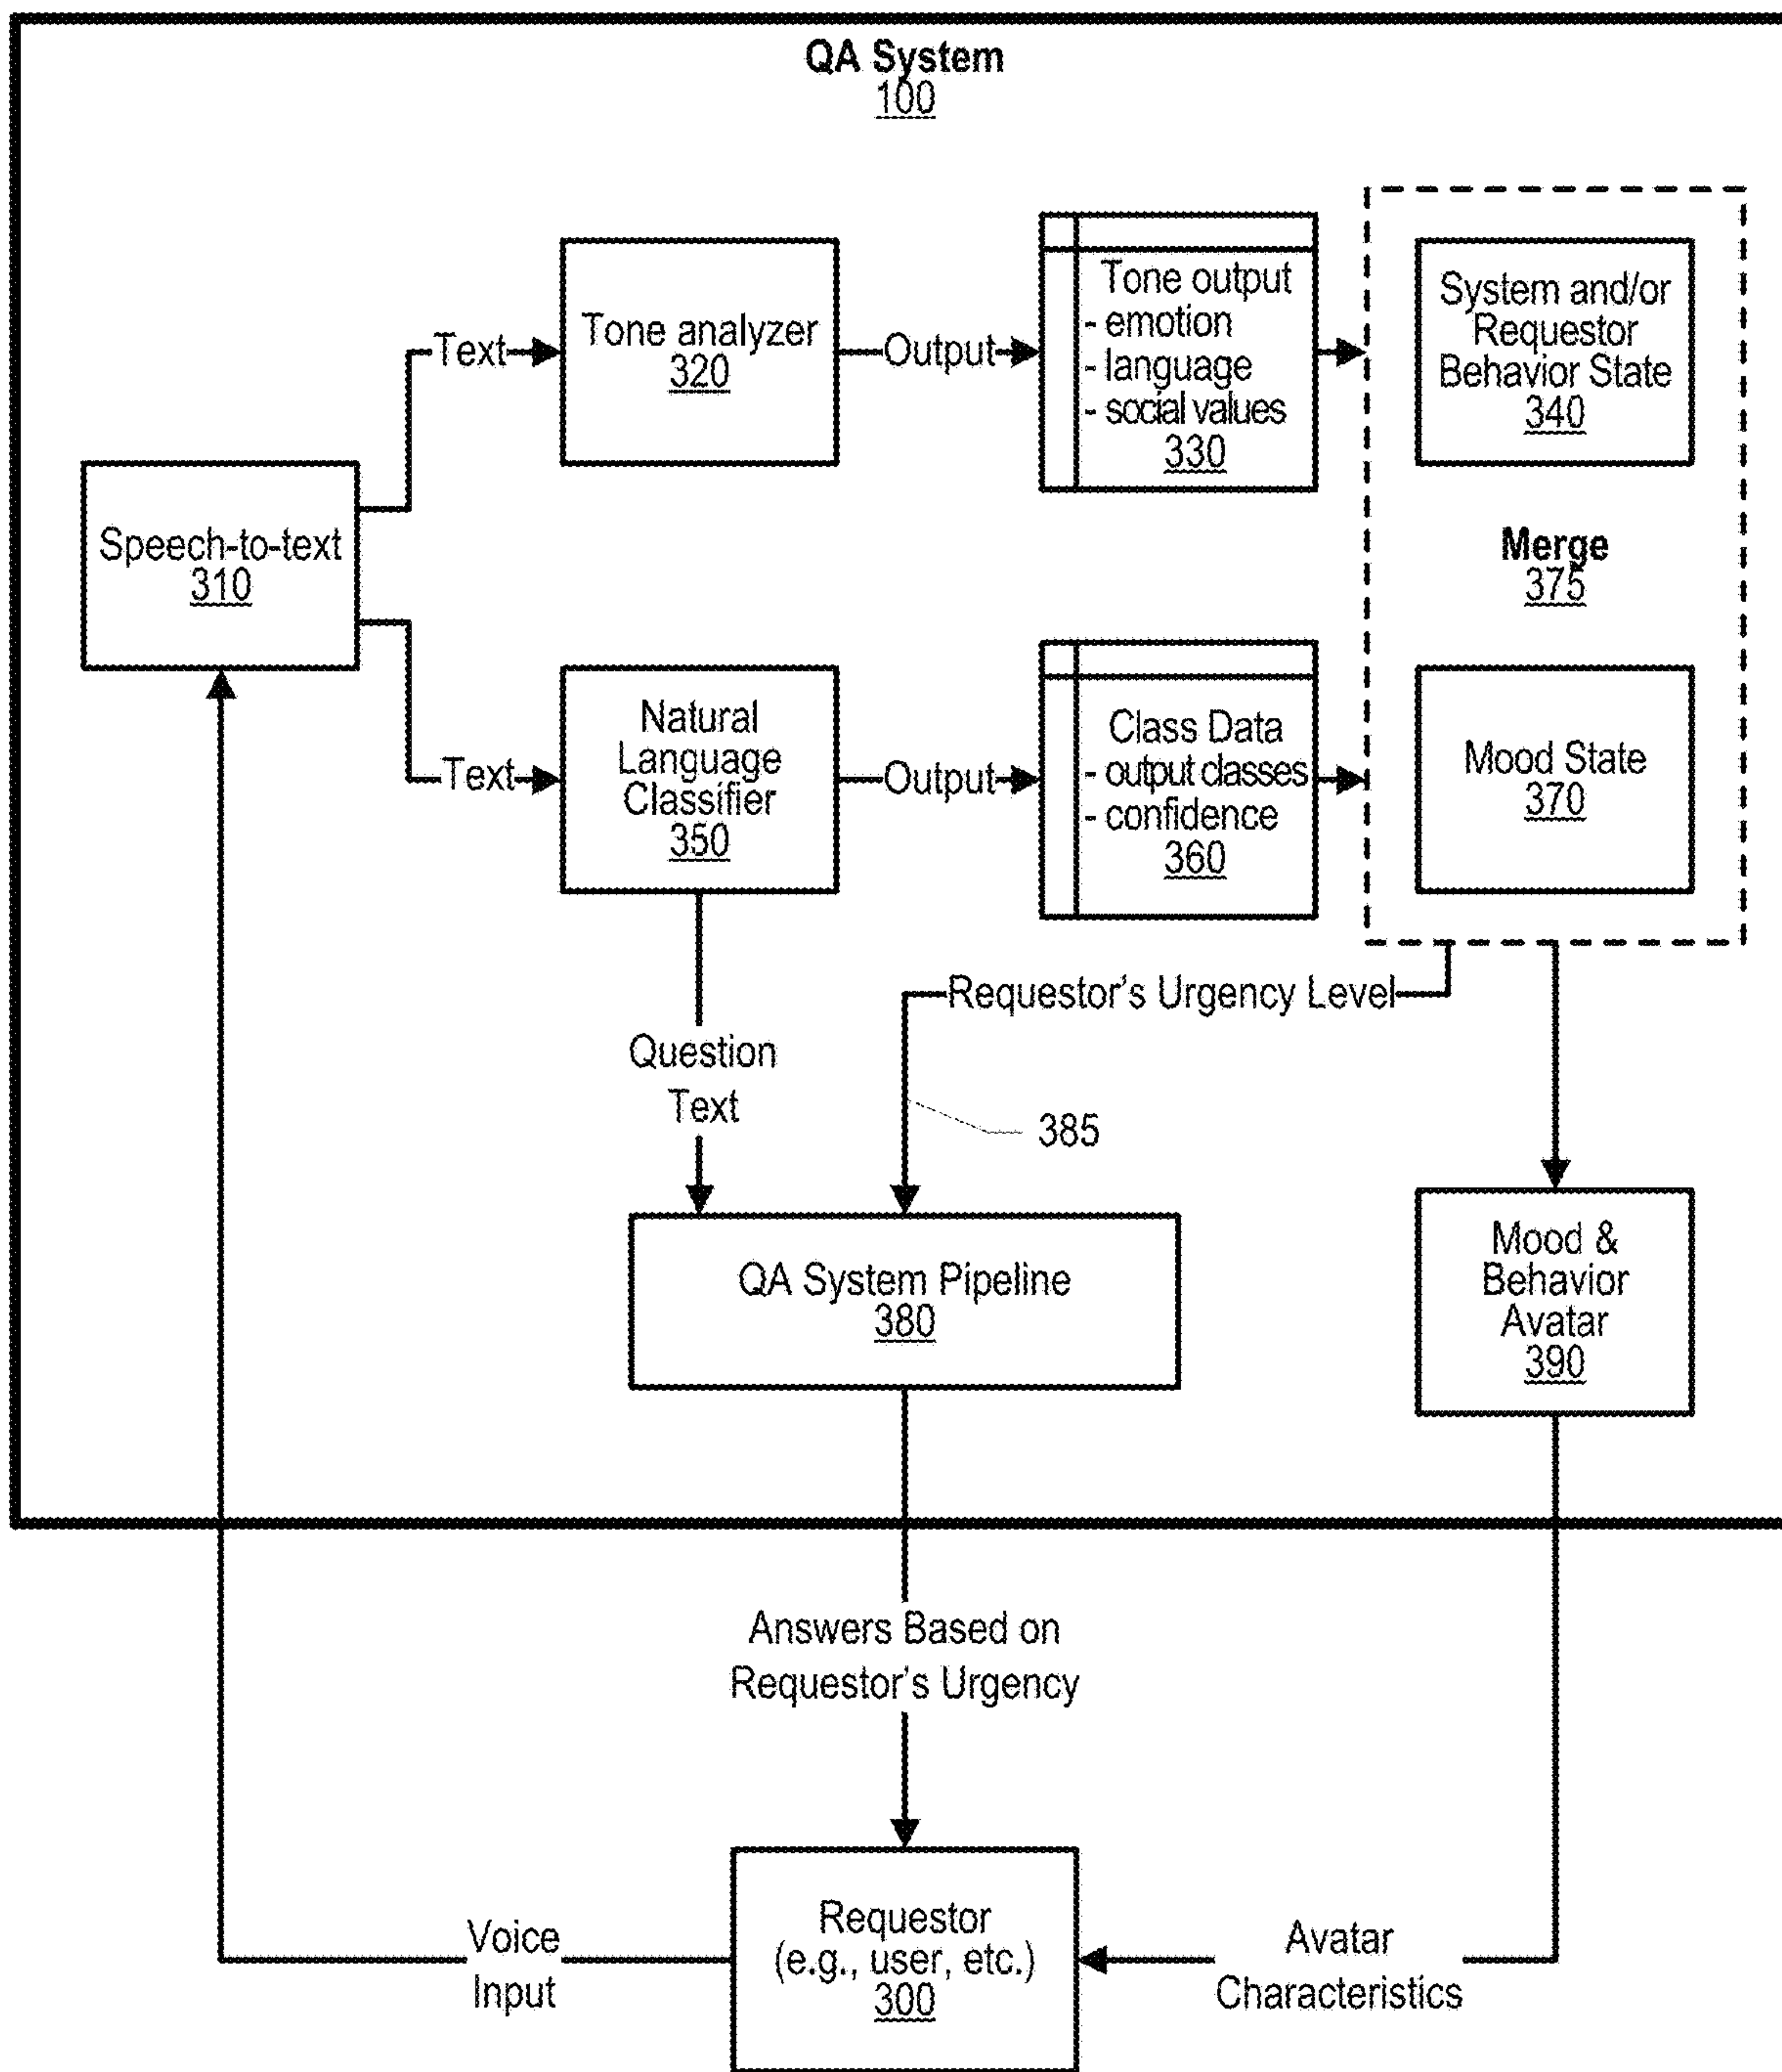 QA System
100
Tone analyzer
320
Text
Output
Tone output
- emotion
- language
- social values
330
System and/or
Requestor
Behavior State
340
Speech-to-text
310
Merge
375
Text
Natural
Language
Classifier
350
Output
Class Data
- output classes
- confidence
360
Mood State
370
Requestor's Urgency Level
Question
Text
385
QA System Pipeline
380
Mood &
Behavior
Avatar
390
Answers Based on
Requestor's Urgency
Voice
Input
Requestor
(e.g., user, etc.)
300
Avatar
Characteristics